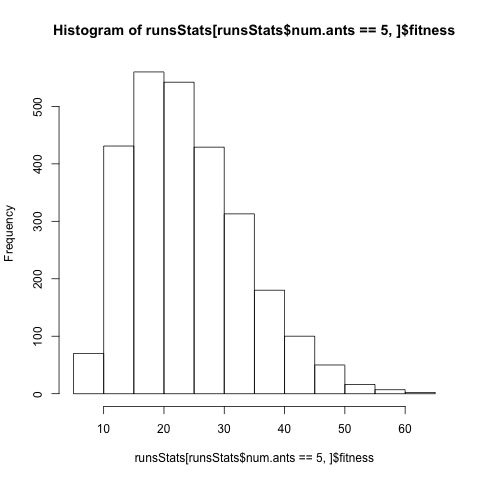 Histogram of runsStats[runsStats$num.ants == 5, ]$fitness
Frequency
500
400
300
200
100
0
10 20 30 40 50 60
runsStats[runsStats$num.ants == 5, ]$fitness